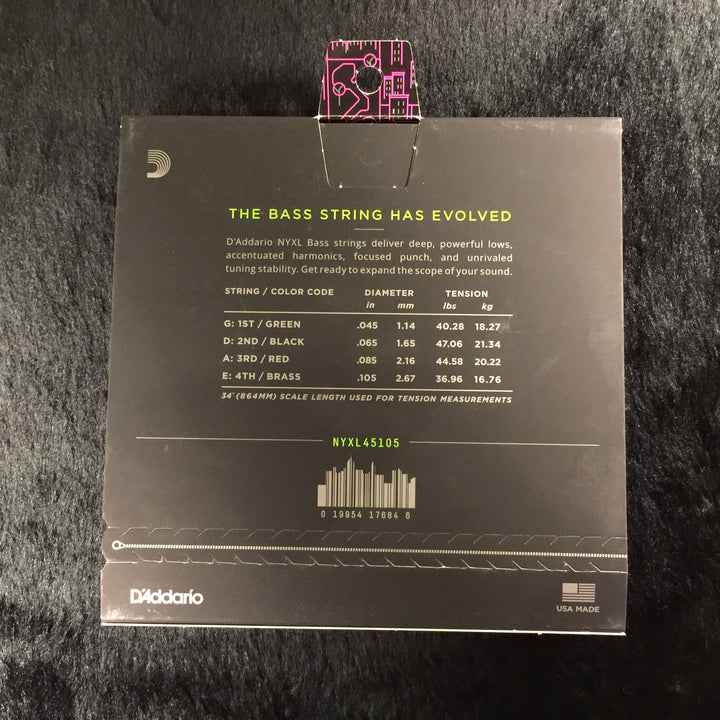 THE BASS STRING HAS EVOLVED
D'Addario NYXL Bass strings deliver deep, powerful lows,
accentuated harmonics, focused punch, and unrivaled
tuning stability. Get ready to expand the scope of your sound.
STRING / COLOR CODE DIAMETER TENSION
in mm lbs kg
G: 1ST / GREEN .045 1.14 40.28 18.27
D: 2ND / BLACK .065 1.65 47.06 21.34
A: 3RD / RED .085 2.16 44.58 20.22
E: 4TH / BRASS .105 2.67 36.96 16.76
34" (864MM) SCALE LENGTH USED FOR TENSION MEASUREMENTS
NYXL45105
0 19954 17684 6
D'Addario
USA MADE